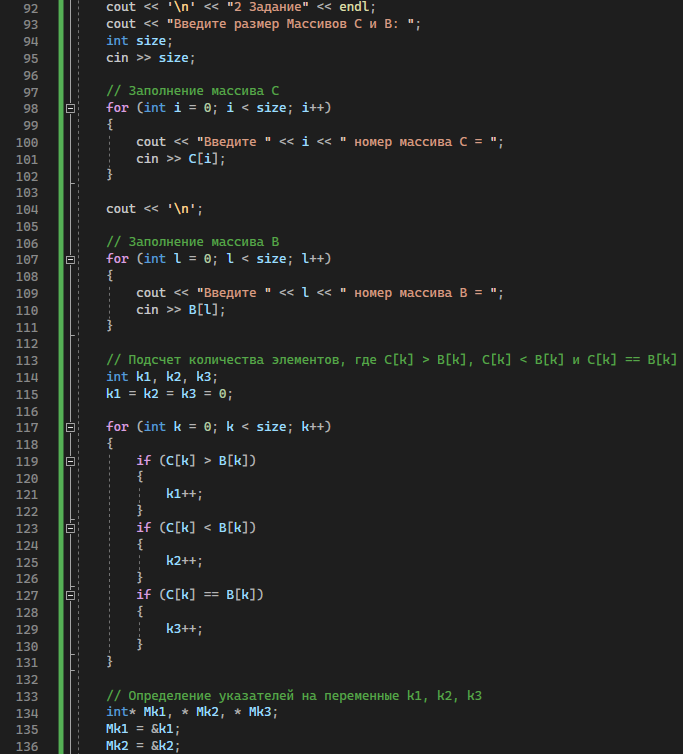 92 cout << '\n' << "2 Задание" << endl;
93 cout << "Введите размер Массивов C и B: ";
94 int size;
95 cin >> size;
96
97 // Заполнение массива C
98 for (int i = 0; i < size; i++)
99 {
100 cout << "Введите " << i << " номер массива C = ";
101 cin >> C[i];
102 }
103
104 cout << '\n';
105
106 // Заполнение массива B
107 for (int l = 0; l < size; l++)
108 {
109 cout << "Введите " << l << " номер массива B = ";
110 cin >> B[l];
111 }
112
113 // Подсчет количества элементов, где C[k] > B[k], C[k] < B[k] и C[k] == B[k]
114 int k1, k2, k3;
115 k1 = k2 = k3 = 0;
116
117 for (int k = 0; k < size; k++)
118 {
119 if (C[k] > B[k])
120 {
121 k1++;
122 }
123 if (C[k] < B[k])
124 {
125 k2++;
126 }
127 if (C[k] == B[k])
128 {
129 k3++;
130 }
131 }
132
133 // Определение указателей на переменные k1, k2, k3
134 int* Mk1, * Mk2, * Mk3;
135 Mk1 = &k1;
136 Mk2 = &k2;